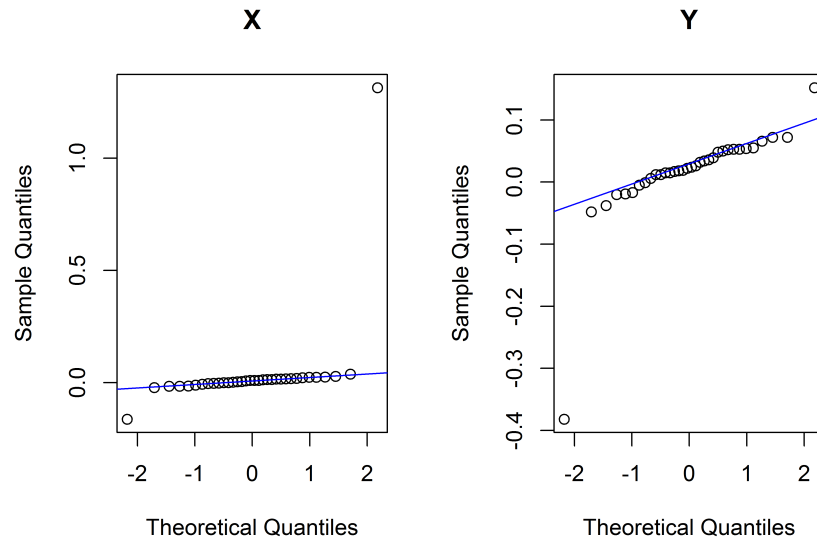 X
Sample Quantiles
1.0
0.5
0.0
-2 -1 0 1 2
Theoretical Quantiles
Y
Sample Quantiles
0.1
0.0
-0.1
-0.2
-0.3
-0.4
-2 -1 0 1 2
Theoretical Quantiles